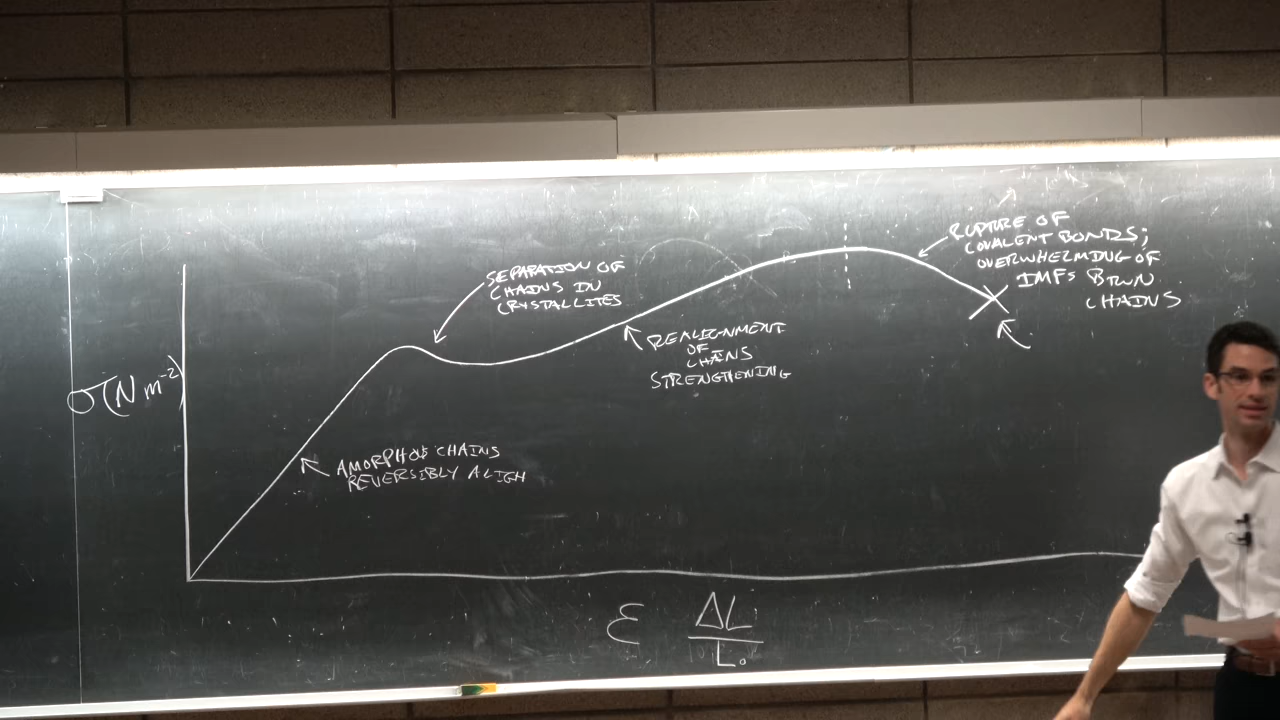 SEPARATION OF
CHAINS IN
CRYSTALLITES
RUPTURE OF
COVALENT BONDS;
OVERWHELMING OF
IMFS BTWN
CHAINS
REALIGNMENT
OF
CHAINS
STRENGTHENING
σ(N m⁻²)
AMORPHOUS CHAINS
REVERSIBLY ALIGN
ε ΔL
L₀